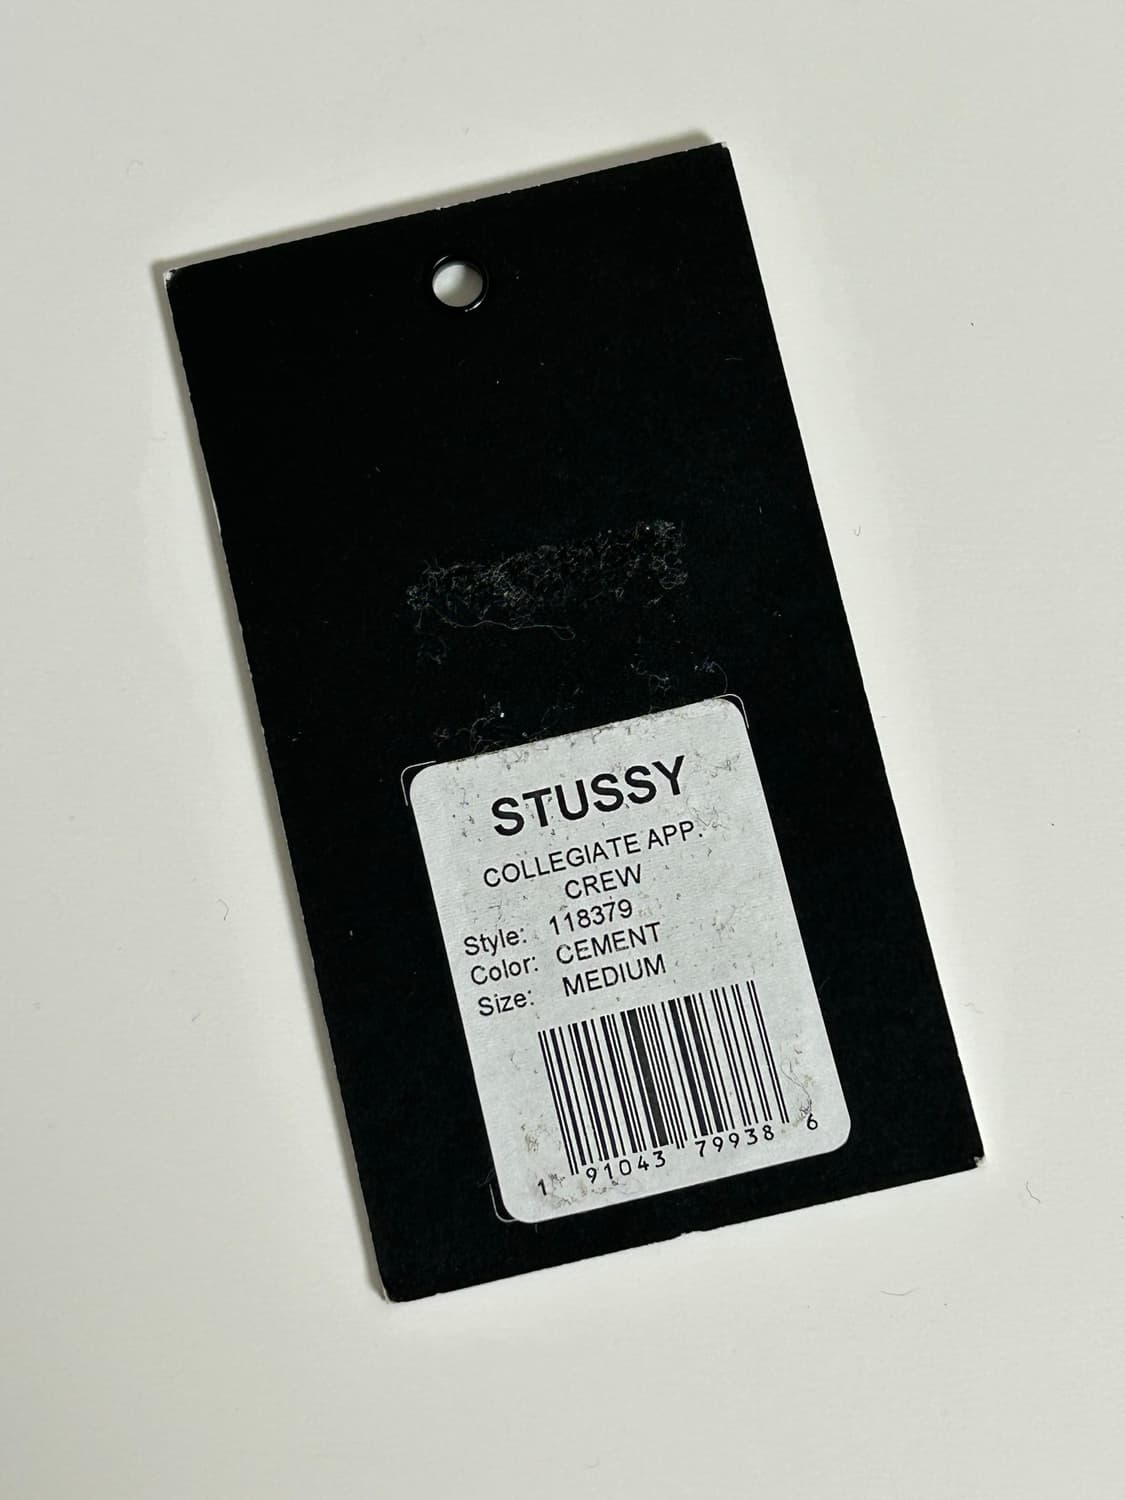 STUSSY
COLLEGIATE APP.
CREW
Style: 118379
Color: CEMENT
Size: MEDIUM
1 91043 79938 6